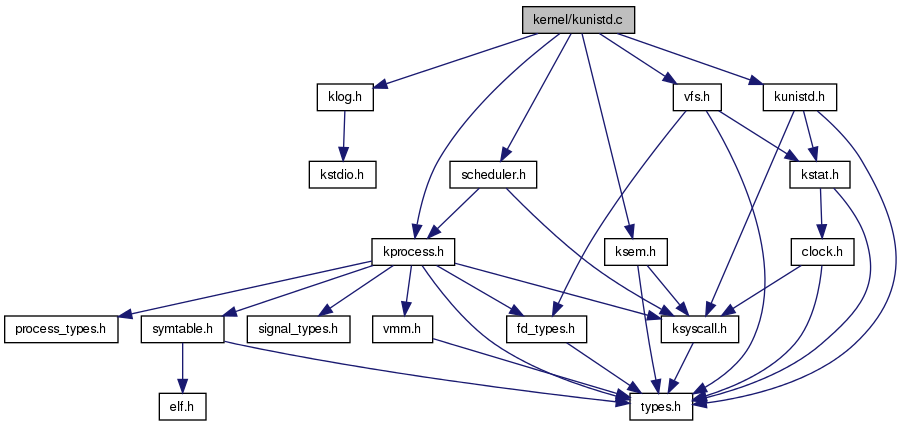 kernel/kunistd.c
klog.h
vfs.h
kunistd.h
kstdio.h
scheduler.h
kstat.h
kprocess.h
ksem.h
clock.h
process_types.h
symtable.h
signal_types.h
vmm.h
fd_types.h
ksyscall.h
elf.h
types.h